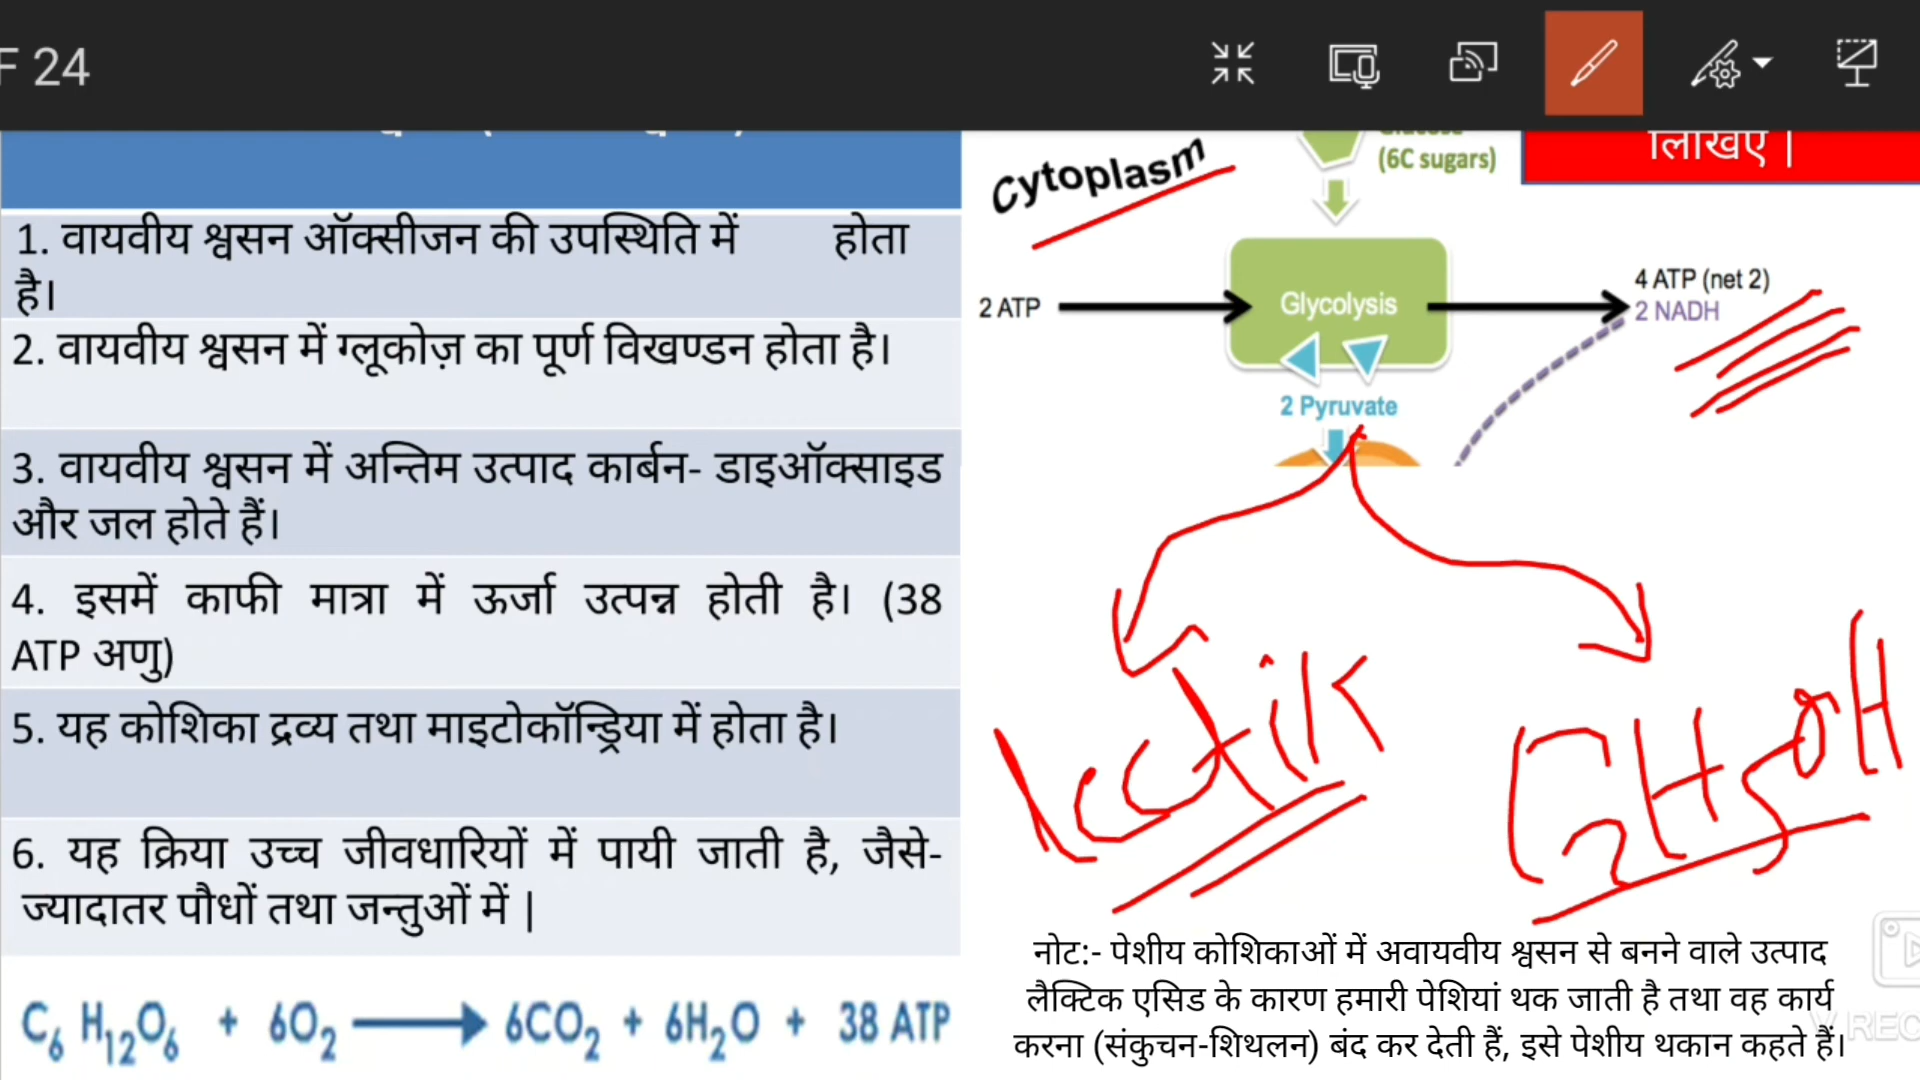 F 24
लिखिए |
Cytoplasm
(6C sugars)
1. वायवीय श्वसन ऑक्सीजन की उपस्थिति में होता
है।
2. वायवीय श्वसन में ग्लूकोज़ का पूर्ण विखण्डन होता है।
3. वायवीय श्वसन में अन्तिम उत्पाद कार्बन- डाइऑक्साइड
और जल होते हैं।
4. इसमें काफी मात्रा में ऊर्जा उत्पन्न होती है। (38
ATP अणु)
5. यह कोशिका द्रव्य तथा माइटोकॉन्ड्रिया में होता है।
6. यह क्रिया उच्च जीवधारियों में पायी जाती है, जैसे-
ज्यादातर पौधों तथा जन्तुओं में |
C6 H12O6 + 6O2 → 6CO2 + 6H2O + 38 ATP
2 ATP
Glycolysis
4 ATP (net 2)
2 NADH
2 Pyruvate
lcctik
C2H5OH
नोट:- पेशीय कोशिकाओं में अवायवीय श्वसन से बनने वाले उत्पाद
लैक्टिक एसिड के कारण हमारी पेशियां थक जाती है तथा वह कार्य
करना (संकुचन-शिथलन) बंद कर देती हैं, इसे पेशीय थकान कहते हैं।